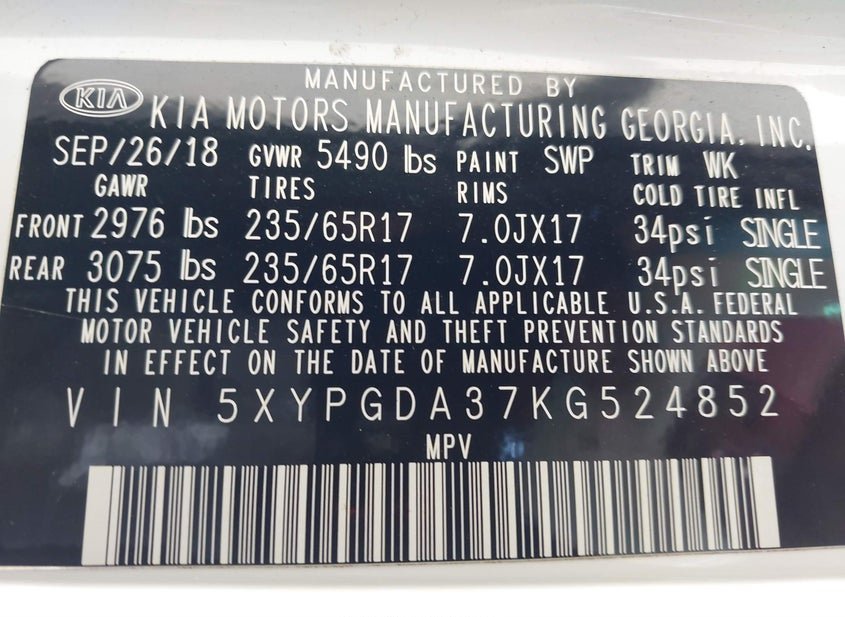 MANUFACTURED BY
KIA KIA MOTORS MANUFACTURING GEORGIA, INC.
SEP/26/18 GVWR 5490 lbs PAINT SWP TRIM WK
GAWR TIRES RIMS COLD TIRE INFL
FRONT 2976 lbs 235/65R17 7.0JX17 34psi SINGLE
REAR 3075 lbs 235/65R17 7.0JX17 34psi SINGLE
THIS VEHICLE CONFORMS TO ALL APPLICABLE U.S.A. FEDERAL
MOTOR VEHICLE SAFETY AND THEFT PREVENTION STANDARDS
IN EFFECT ON THE DATE OF MANUFACTURE SHOWN ABOVE
VIN 5XYPGDA37KG524852
MPV